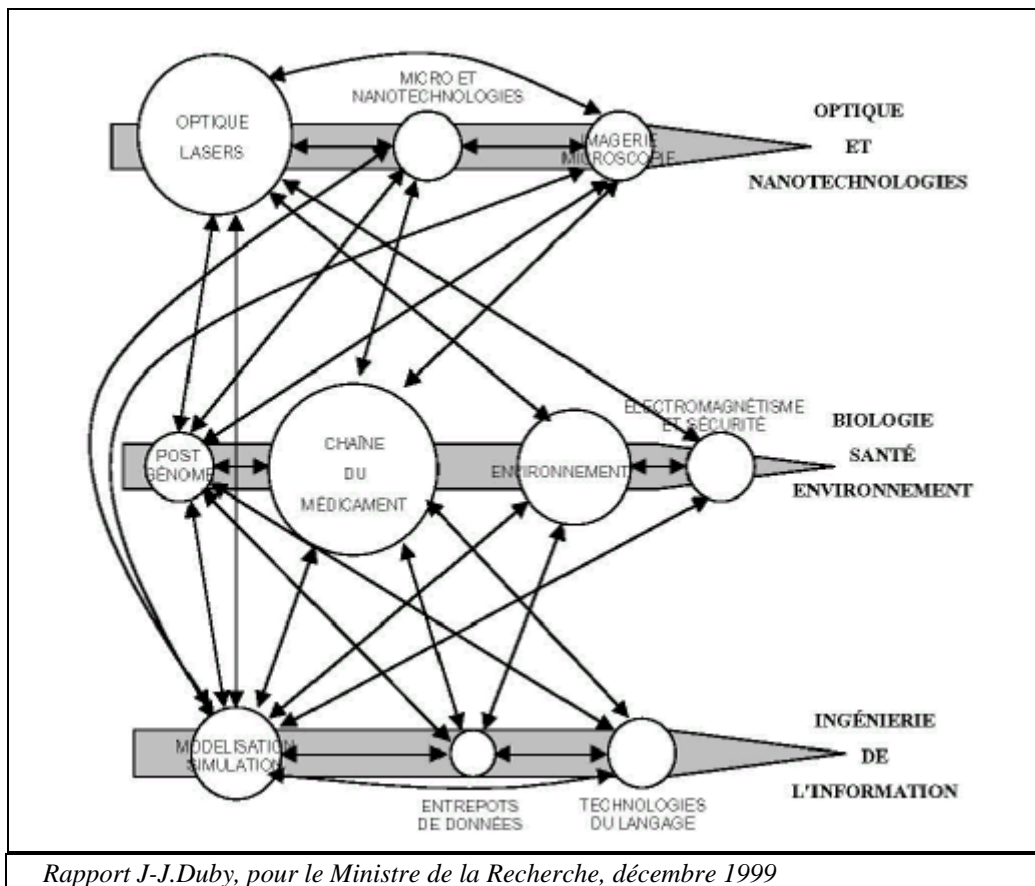 MICRO ET
NANOTECHNOLOGIES
OPTIQUE
LASERS
IMAGERIE
MICROSCOPIE
OPTIQUE
ET
NANOTECHNOLOGIES
POST
GÉNOME
CHAÎNE
DU
MÉDICAMENT
ENVIRONNEMENT
ÉLECTROMAGNÉTISME
ET SÉCURITÉ
BIOLOGIE
SANTÉ
ENVIRONNEMENT
MODELISATION
SIMULATION
ENTREPOTS
DE DONNÉES
TECHNOLOGIES
DU LANGAGE
INGÉNIERIE
DE
L'INFORMATION
Rapport J-J.Duby, pour le Ministre de la Recherche, décembre 1999